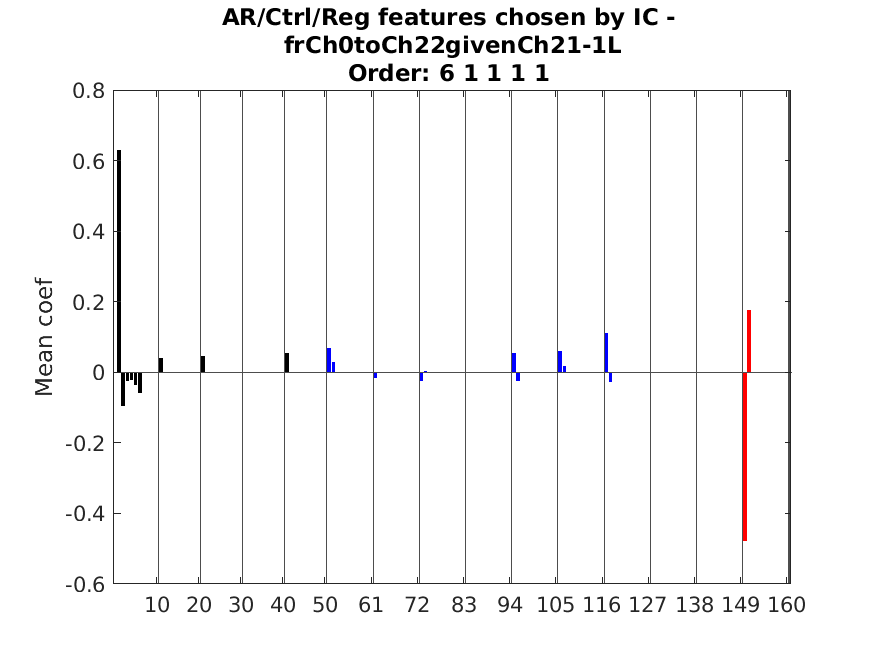 AR/Ctrl/Reg features chosen by IC -
frCh0toCh22givenCh21-1L
Order: 6 1 1 1 1
0.8
0.6
0.4
0.2
0
-0.2
-0.4
-0.6
Mean coef
10 20 30 40 50 61 72 83 94 105 116 127 138 149 160